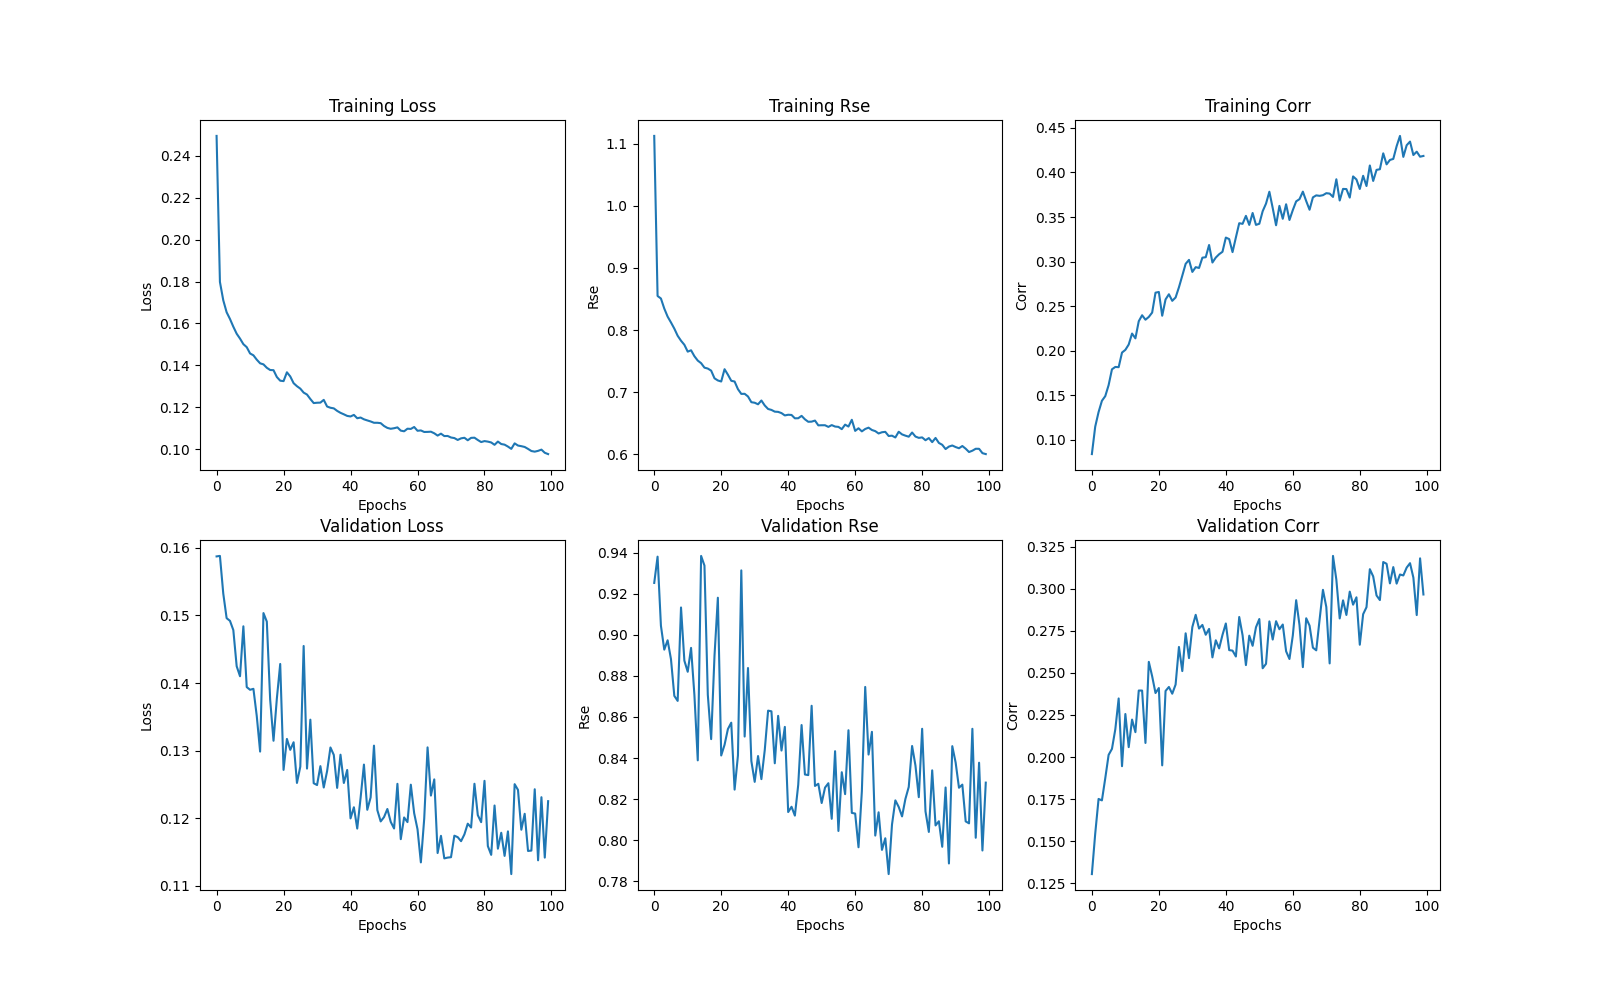 Training Loss
Loss
0.24
0.22
0.20
0.18
0.16
0.14
0.12
0.10
0 20 40 60 80 100
Epochs
Training Rse
Rse
1.1
1.0
0.9
0.8
0.7
0.6
0 20 40 60 80 100
Epochs
Training Corr
Corr
0.45
0.40
0.35
0.30
0.25
0.20
0.15
0.10
0 20 40 60 80 100
Epochs
Validation Loss
Loss
0.16
0.15
0.14
0.13
0.12
0.11
0 20 40 60 80 100
Epochs
Validation Rse
Rse
0.94
0.92
0.90
0.88
0.86
0.84
0.82
0.80
0.78
0 20 40 60 80 100
Epochs
Validation Corr
Corr
0.325
0.300
0.275
0.250
0.225
0.200
0.175
0.150
0.125
0 20 40 60 80 100
Epochs